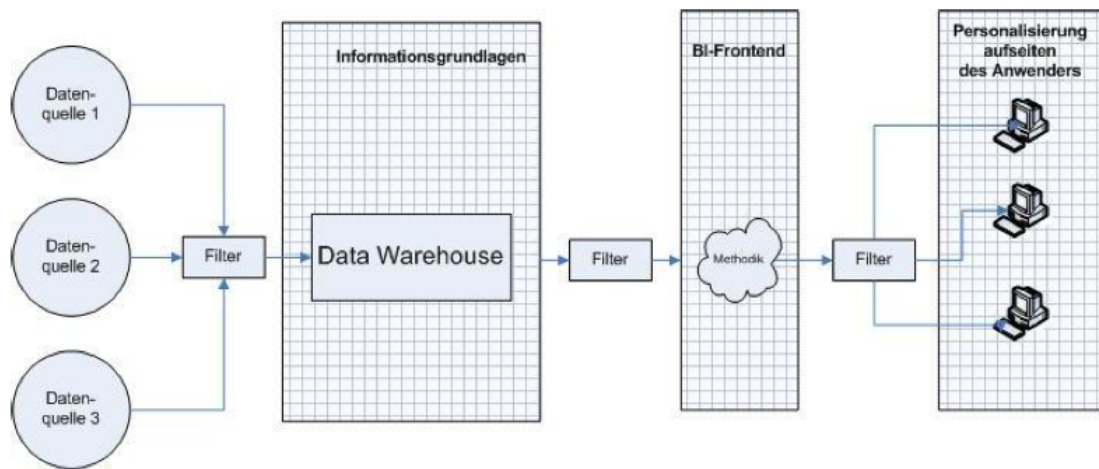 Informationsgrundlagen
BI-Frontend
Personalisierung
aufseiten
des Anwenders
Daten-
quelle 1
Daten-
quelle 2
Daten-
quelle 3
Filter
Data Warehouse
Filter
Methodik
Filter